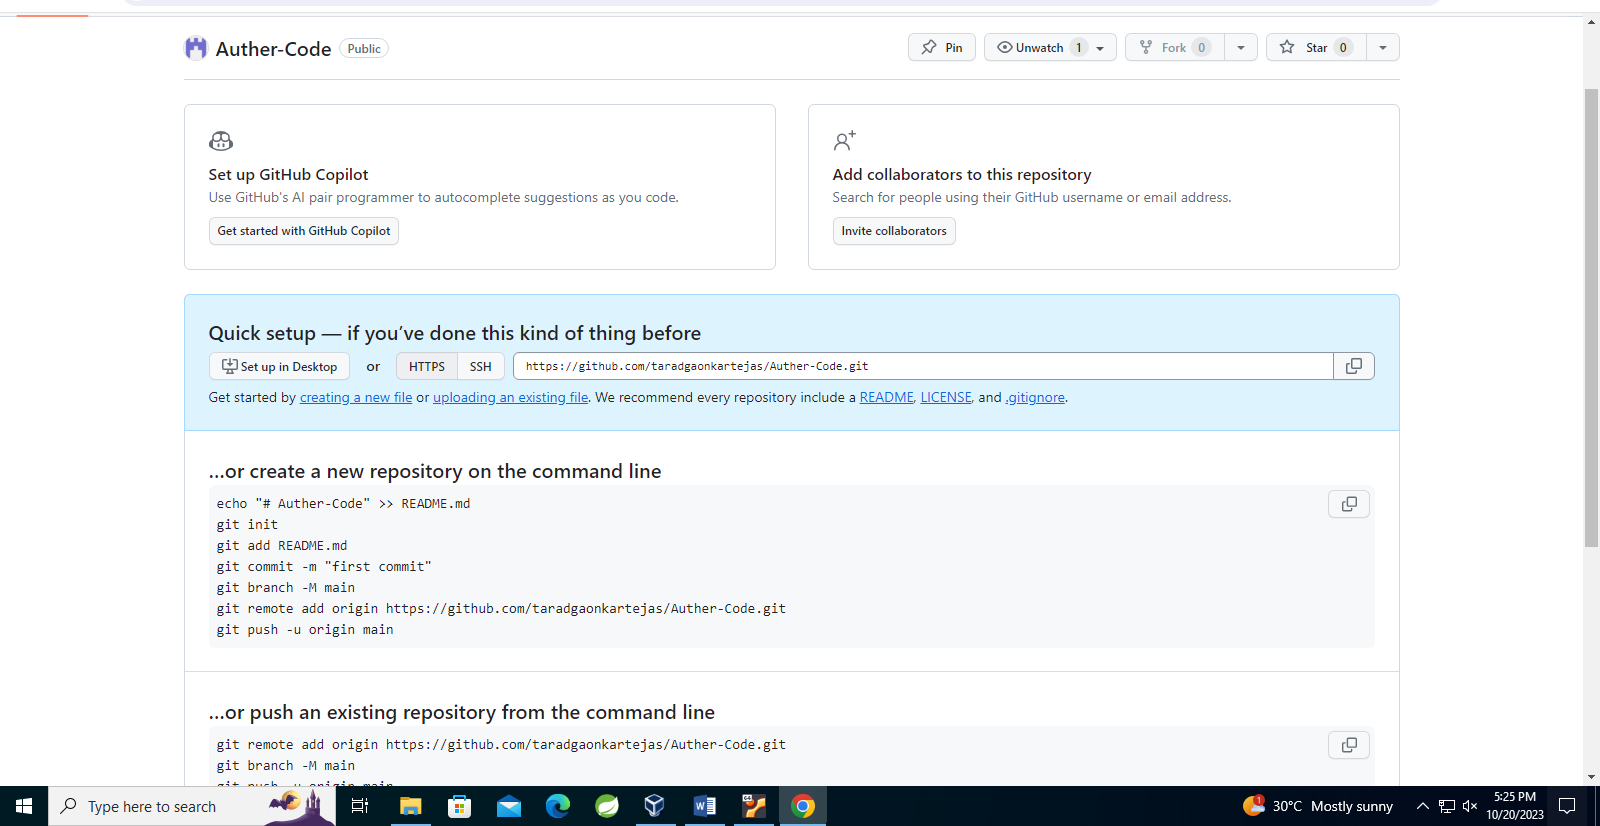 Auther-Code Public
Pin Unwatch 1 Fork 0 Star 0
Set up GitHub Copilot
Use GitHub's AI pair programmer to autocomplete suggestions as you code.
Get started with GitHub Copilot
Add collaborators to this repository
Search for people using their GitHub username or email address.
Invite collaborators
Quick setup — if you’ve done this kind of thing before
Set up in Desktop or HTTPS SSH https://github.com/taradgaonkartejas/Auther-Code.git
Get started by creating a new file or uploading an existing file. We recommend every repository include a README, LICENSE, and .gitignore.
…or create a new repository on the command line
echo "# Auther-Code" >> README.md
git init
git add README.md
git commit -m "first commit"
git branch -M main
git remote add origin https://github.com/taradgaonkartejas/Auther-Code.git
git push -u origin main
…or push an existing repository from the command line
git remote add origin https://github.com/taradgaonkartejas/Auther-Code.git
git branch -M main
git push -u origin main
Type here to search
30°C Mostly sunny
5:25 PM
10/20/2023